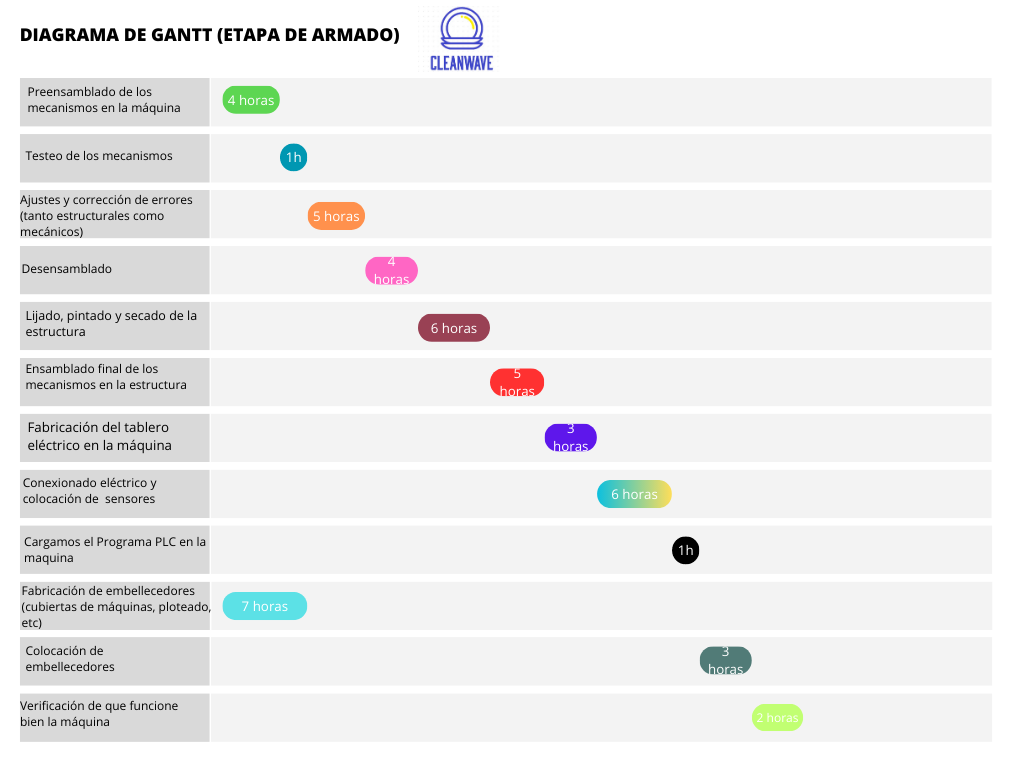 DIAGRAMA DE GANTT (ETAPA DE ARMADO)
CLEANWAVE
Preensamblado de los
mecanismos en la máquina
4 horas
Testeo de los mecanismos
1h
Ajustes y corrección de errores
(tanto estructurales como
mecánicos)
5 horas
Desensamblado
4
horas
Lijado, pintado y secado de la
estructura
6 horas
Ensamblado final de los
mecanismos en la estructura
5
horas
Fabricación del tablero
eléctrico en la máquina
3
horas
Conexionado eléctrico y
colocación de  sensores
6 horas
Cargamos el Programa PLC en la
maquina
1h
Fabricación de embellecedores
(cubiertas de máquinas, ploteado,
etc)
7 horas
Colocación de
embellecedores
3
horas
Verificación de que funcione
bien la máquina
2 horas